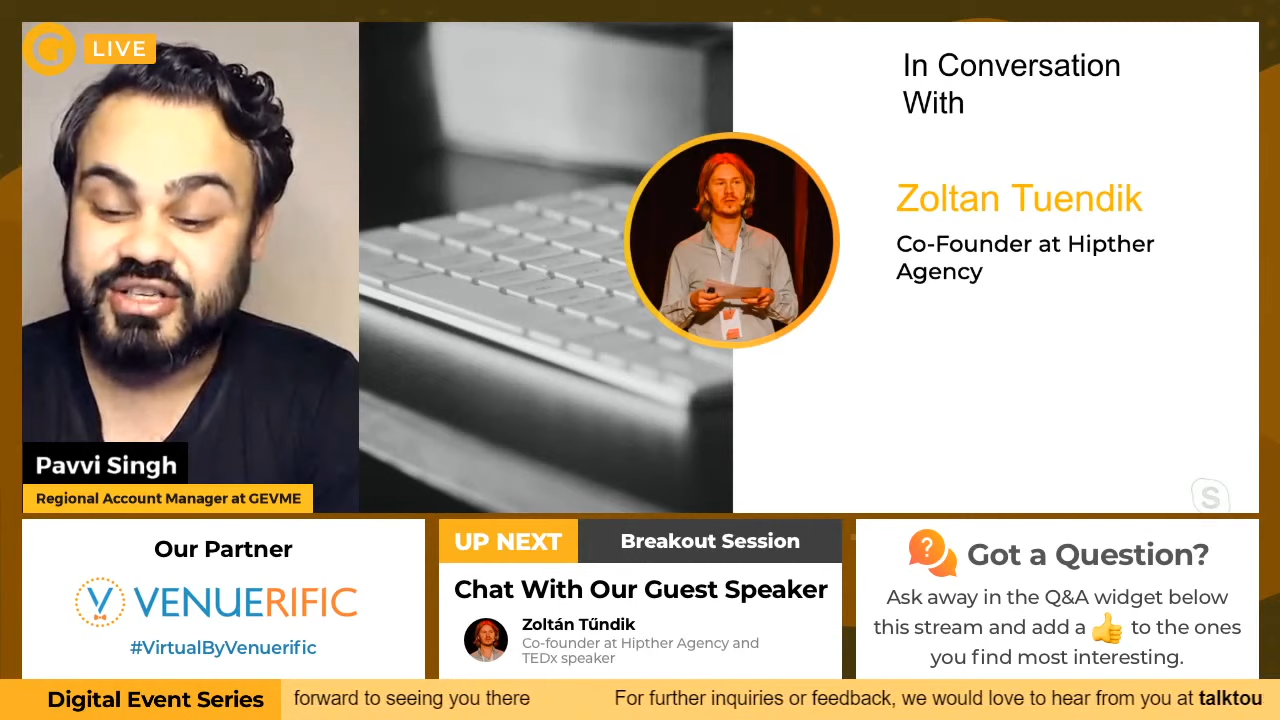 G LIVE
In Conversation
With
Zoltan Tuendik
Co-Founder at Hipther
Agency
Pavvi Singh
Regional Account Manager at GEVME
S
Our Partner
VENUERIFIC
#VirtualByVenuerific
UP NEXT
Breakout Session
Chat With Our Guest Speaker
Zoltán Tűndik
Co-founder at Hipther Agency and
TEDx speaker
? Got a Question?
Ask away in the Q&A widget below
this stream and add a 👍 to the ones
you find most interesting.
Digital Event Series
forward to seeing you there
For further inquiries or feedback, we would love to hear from you at talktou